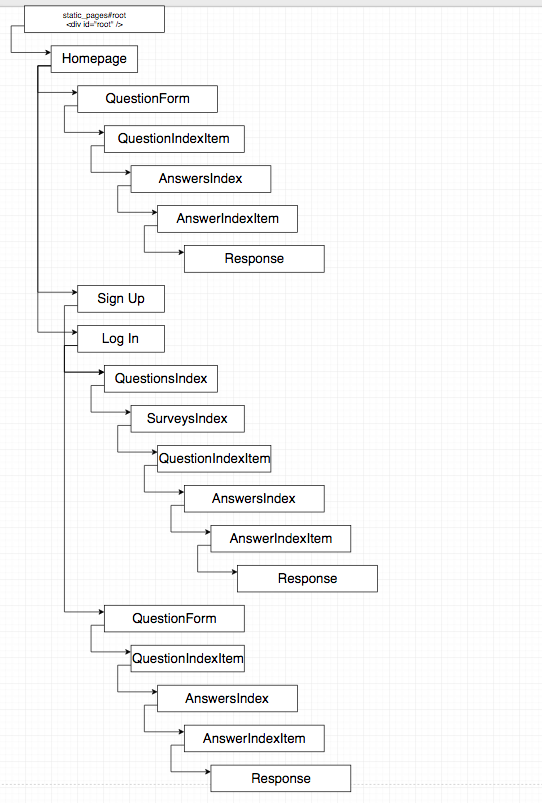 static_pages#root
<div id="root" />
Homepage
QuestionForm
QuestionIndexItem
AnswersIndex
AnswerIndexItem
Response
Sign Up
Log In
QuestionsIndex
SurveysIndex
QuestionIndexItem
AnswersIndex
AnswerIndexItem
Response
QuestionForm
QuestionIndexItem
AnswersIndex
AnswerIndexItem
Response